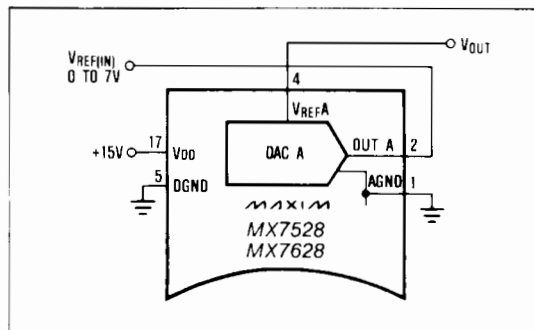 VREF(IN)
0 TO 7V
VOUT
4
VREFA
+15V
17
VDD
DAC A
OUT A
2
5
DGND
AGND
1
MAXIM
MX7528
MX7628